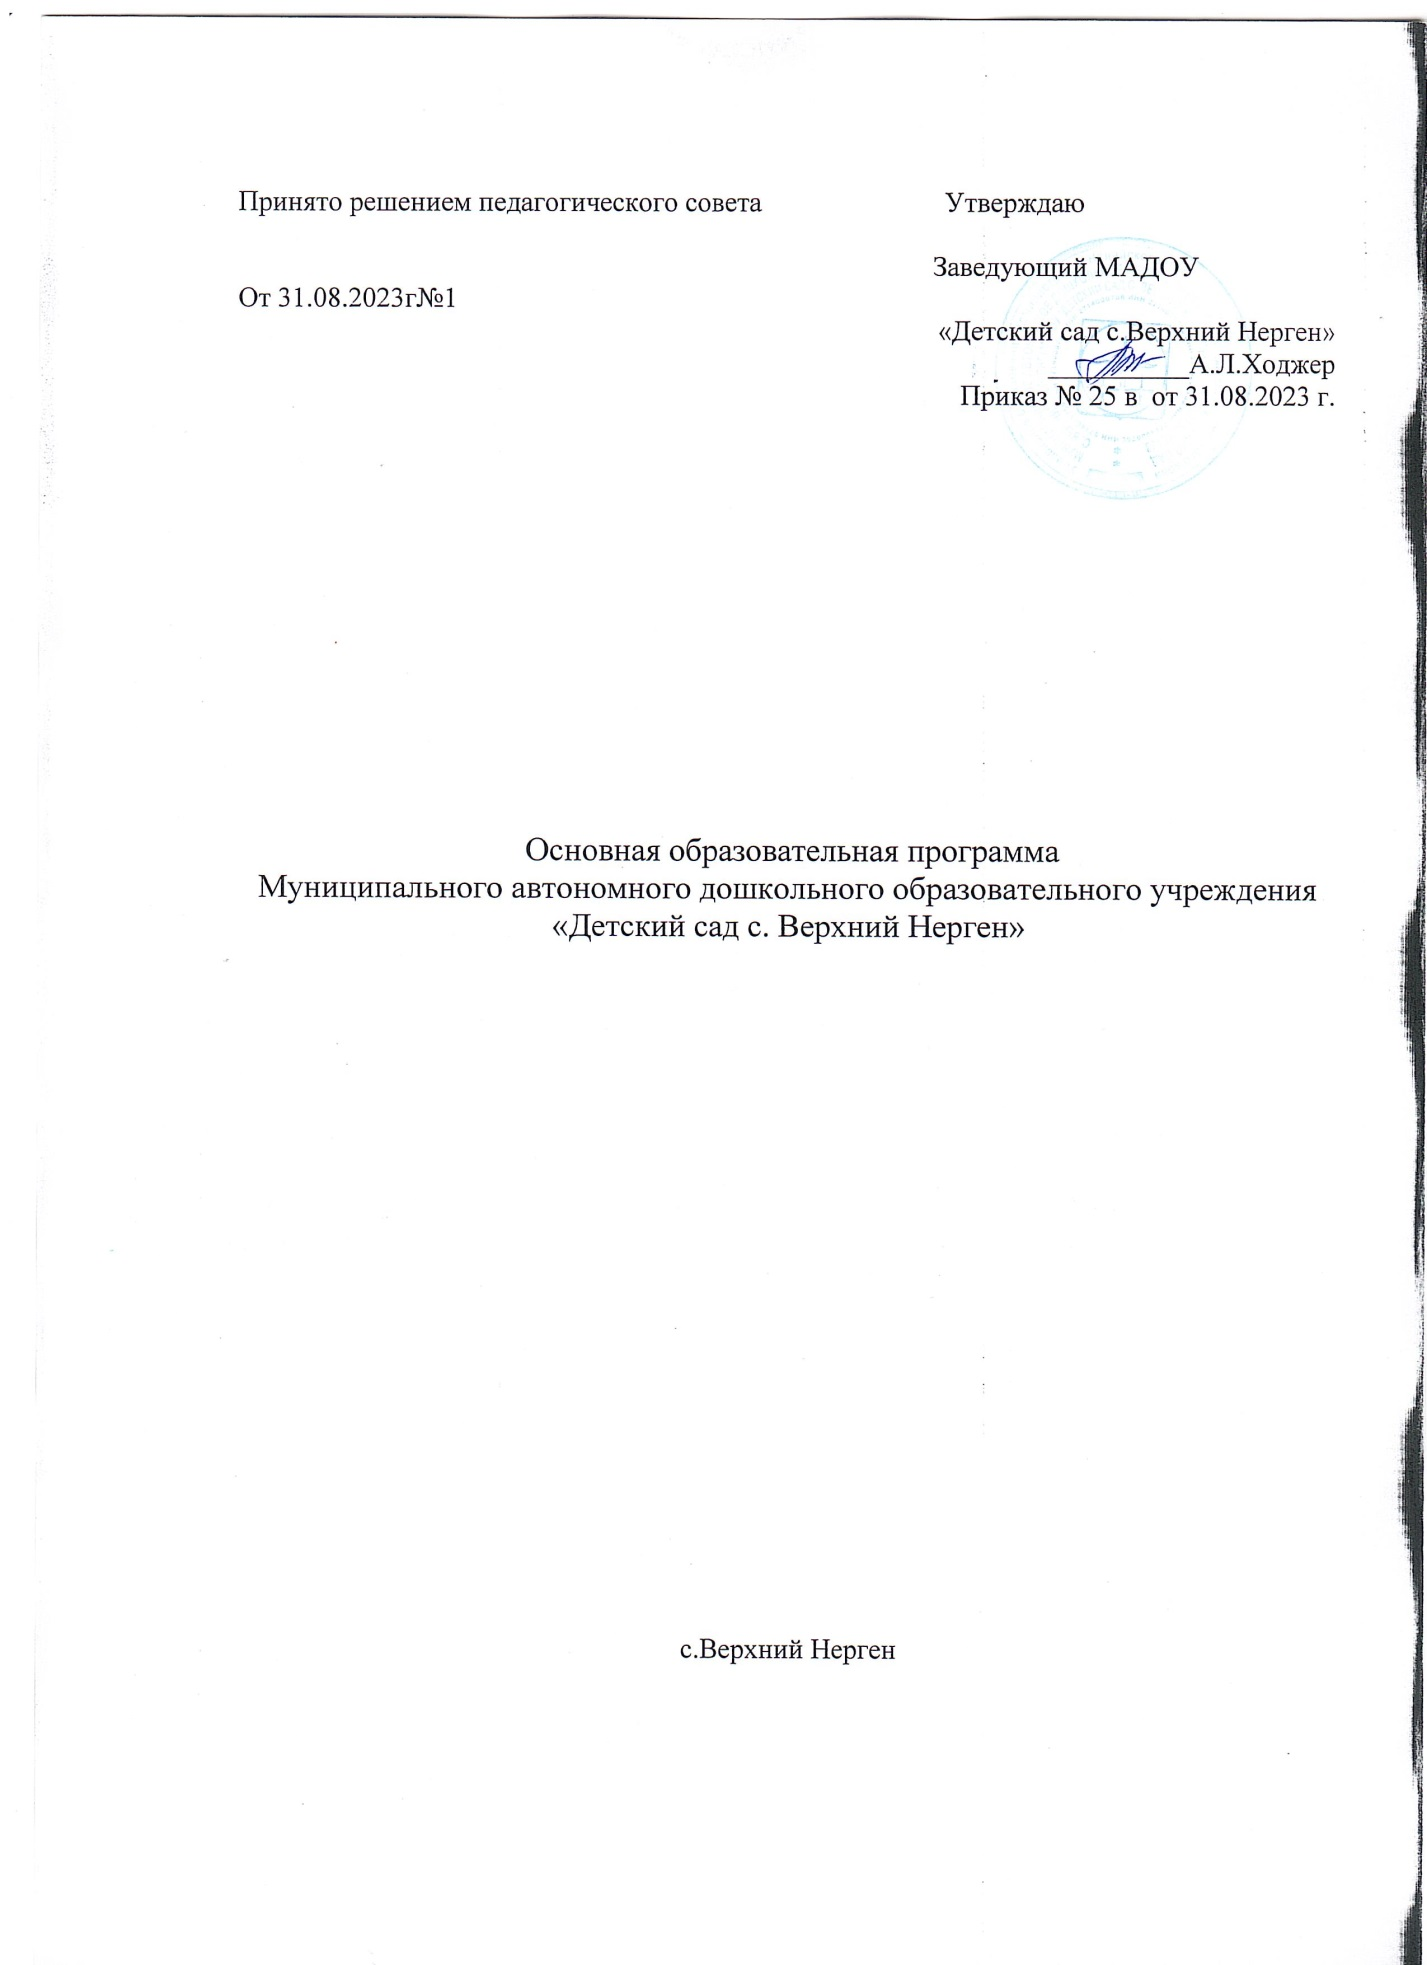 Принято решением педагогического совета
От 31.08.2023г№1
Утверждаю
Заведующий МАДОУ
«Детский сад с.Верхний Нерген»
____________А.Л.Ходжер
Приказ № 25 в от 31.08.2023 г.
Основная образовательная программа
Муниципального автономного дошкольного образовательного учреждения
«Детский сад с. Верхний Нерген»
с.Верхний Нерген